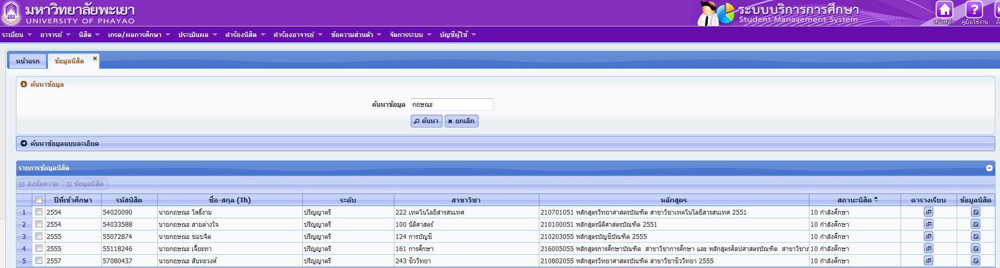 มหาวิทยาลัยพะเยา
UNIVERSITY OF PHAYAO
ระบบบริการการศึกษา
Student Management System
หน้าหลัก คู่มือใช้งาน
ระเบียน อาจารย์ นิสิต เกรด/ผลการศึกษา ประเมินผล คำร้องนิสิต คำร้องอาจารย์ ข้อความส่วนตัว จัดการระบบ บัญชีผู้ใช้
หน้าแรก ข้อมูลนิสิต
ค้นหาข้อมูล
ค้นหาข้อมูล กฤษณะ
ค้นหา ยกเลิก
ค้นหาข้อมูลแบบละเอียด
รายการข้อมูลนิสิต
ส่งข้อความ ข้อมูลนิสิต
ปีที่เข้าศึกษา รหัสนิสิต ชื่อ-สกุล (Th) ระดับ สาขาวิชา หลักสูตร สถานะนิสิต ตารางเรียน ข้อมูลนิสิต
1 2554 54020090 นายกฤษณะ โพธิ์งาม ปริญญาตรี 222 เทคโนโลยีสารสนเทศ 210701051 หลักสูตรวิทยาศาสตรบัณฑิต สาขาวิชาเทคโนโลยีสารสนเทศ 2551 10 กำลังศึกษา
2 2554 54033588 นายกฤษณะ สายต่างใจ ปริญญาตรี 100 นิติศาสตร์ 210100051 หลักสูตรนิติศาสตรบัณฑิต 2551 10 กำลังศึกษา
3 2555 55072874 นายกฤษณะ ชอบจิต ปริญญาตรี 124 การบัญชี 210203055 หลักสูตรบัญชีบัณฑิต 2555 10 กำลังศึกษา
4 2555 55118246 นายกฤษณะ เจี๊ยะทา ปริญญาตรี 161 การศึกษา 216005055 หลักสูตรการศึกษาบัณฑิต สาขาวิชาการศึกษา และ หลักสูตรศิลปศาสตรบัณฑิต 10 กำลังศึกษา
5 2557 57080437 นายกฤษณะ สันทะวงศ์ ปริญญาตรี 243 ชีววิทยา 210802055 หลักสูตรวิทยาศาสตรบัณฑิต สาขาวิชาชีววิทยา 2555 10 กำลังศึกษา